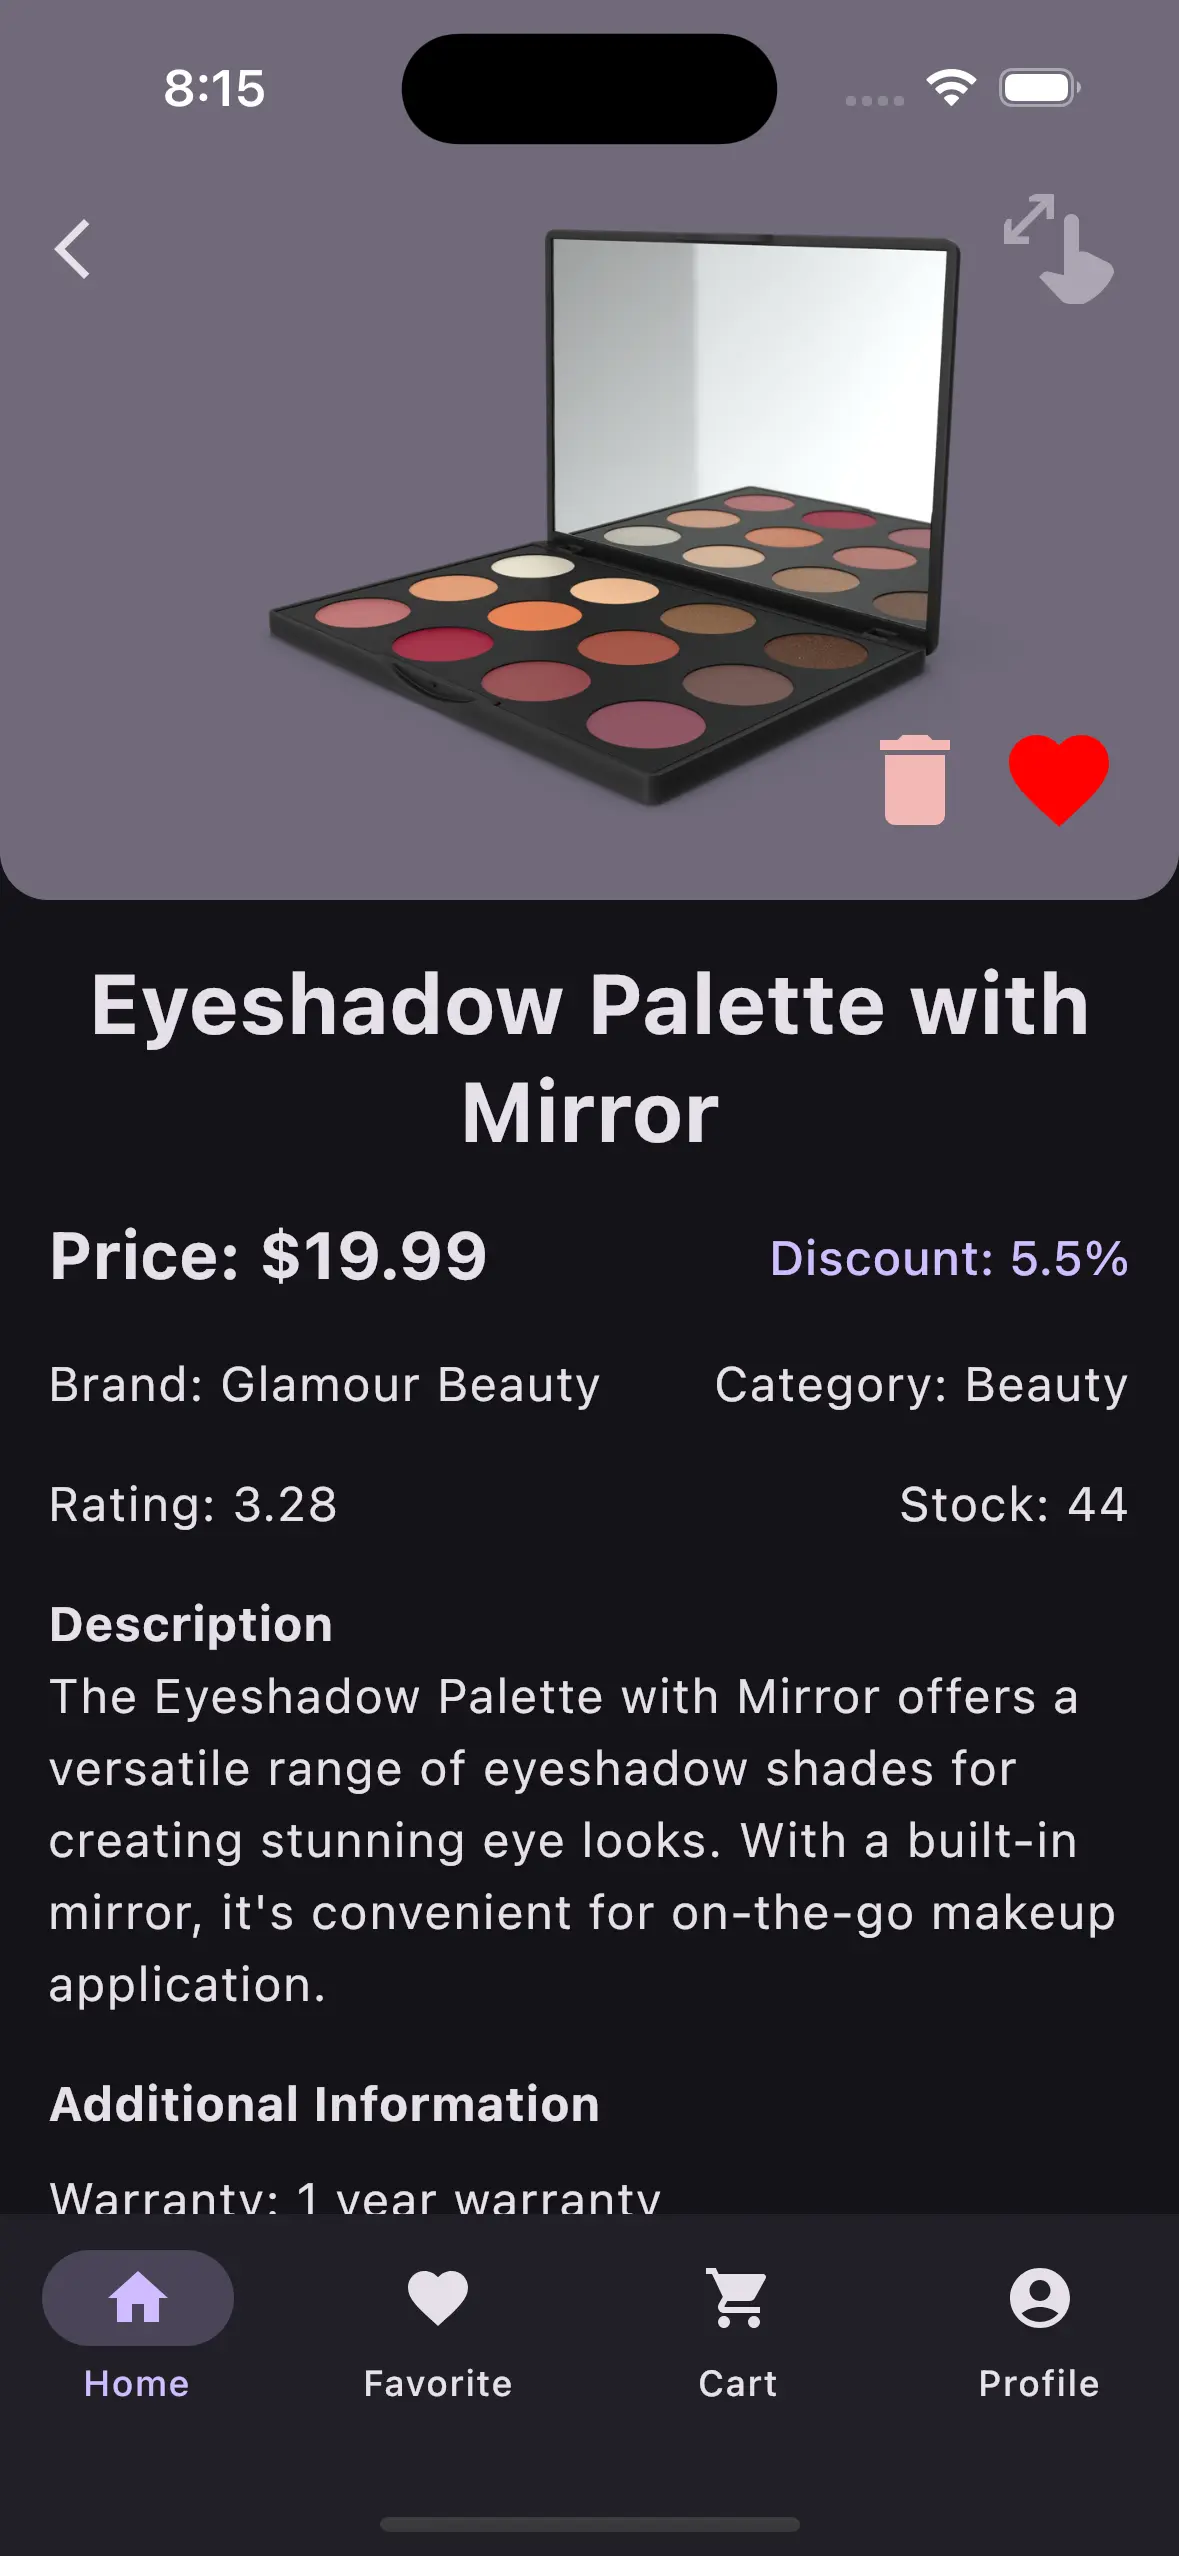 8:15
Eyeshadow Palette with
Mirror
Price: $19.99
Discount: 5.5%
Brand: Glamour Beauty
Category: Beauty
Rating: 3.28
Stock: 44
Description
The Eyeshadow Palette with Mirror offers a
versatile range of eyeshadow shades for
creating stunning eye looks. With a built-in
mirror, it's convenient for on-the-go makeup
application.
Additional Information
Warranty: 1 year warranty
Home
Favorite
Cart
Profile